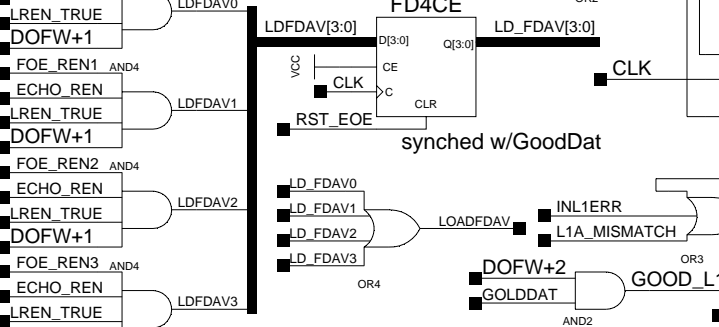 LREN_TRUE
DOFW+1
LDFDAV0
FOE_REN1
AND4
ECHO_REN
LREN_TRUE
DOFW+1
LDFDAV1
FOE_REN2
AND4
ECHO_REN
LREN_TRUE
DOFW+1
LDFDAV2
FOE_REN3
AND4
ECHO_REN
LREN_TRUE
LDFDAV3
FD4CE
LDFDAV[3:0]
D[3:0]
Q[3:0]
LD_FDAV[3:0]
VCC
CE
CLK
C
CLR
RST_EOE
synched w/GoodDat
CLK
LD_FDAV0
LD_FDAV1
LD_FDAV2
LD_FDAV3
LOADFDAV
OR4
INL1ERR
L1A_MISMATCH
OR3
DOFW+2
GOLDDAT
AND2
GOOD_L1